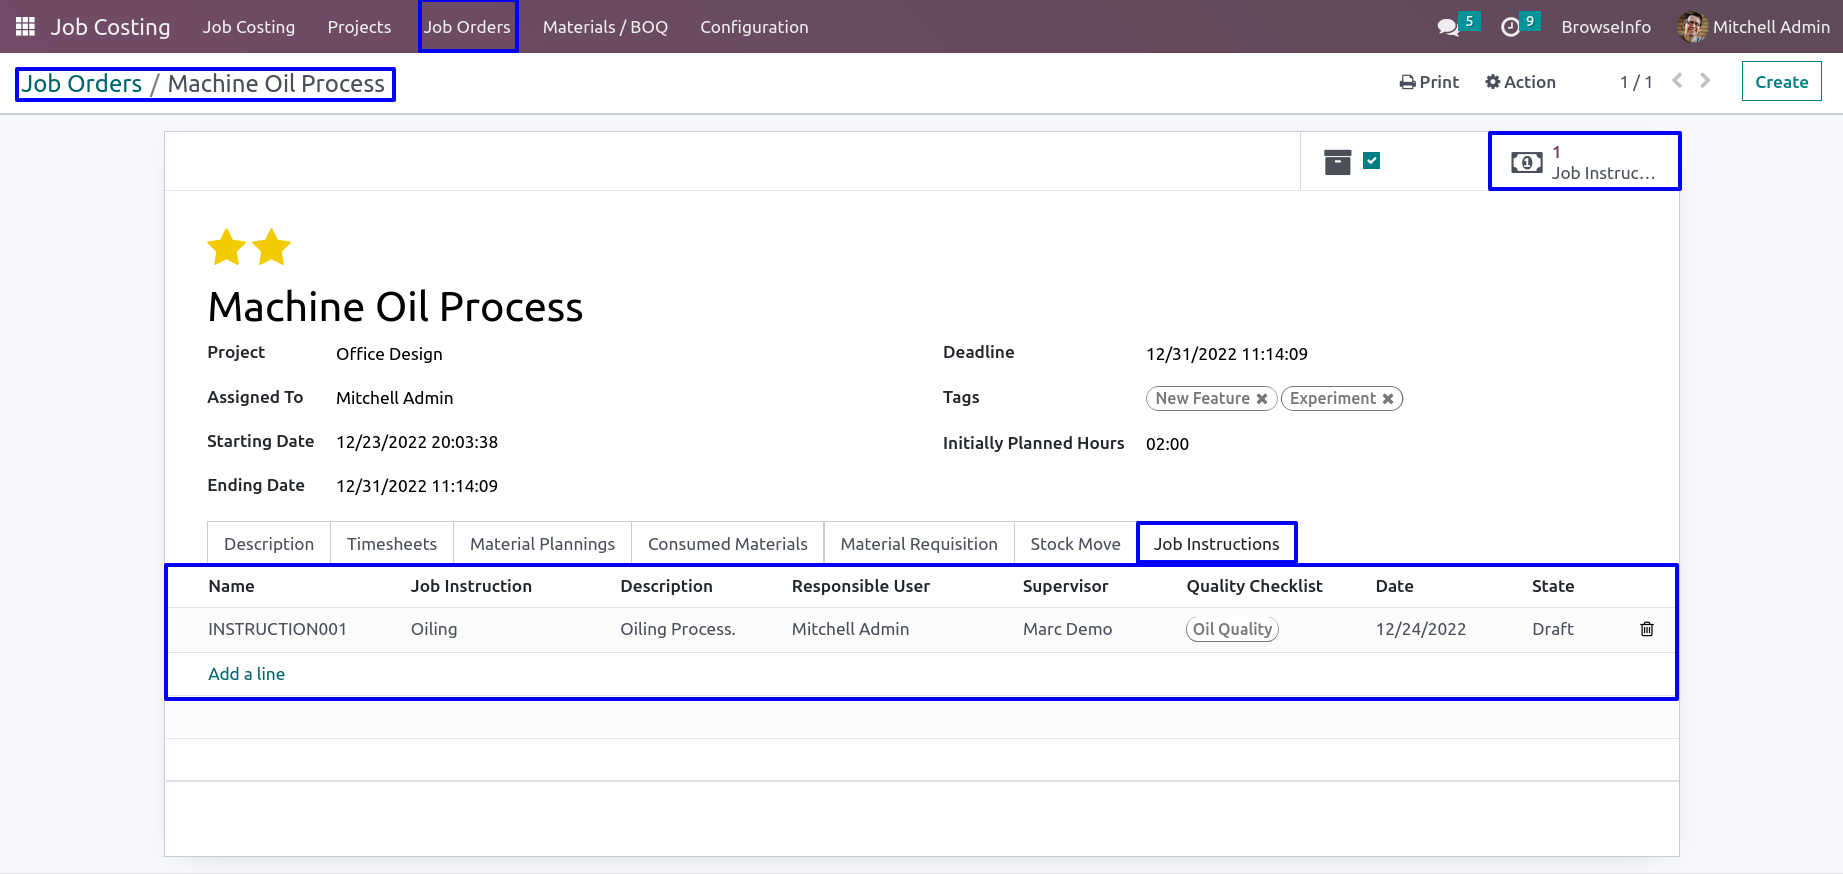 Job Costing Job Costing Projects Job Orders Materials / BOQ Configuration 5 9 BrowseInfo Mitchell Admin
Job Orders / Machine Oil Process Print Action 1 / 1 Create
1
Job Instruc...
Machine Oil Process
Project Office Design Deadline 12/31/2022 11:14:09
Assigned To Mitchell Admin Tags New Feature Experiment
Starting Date 12/23/2022 20:03:38 Initially Planned Hours 02:00
Ending Date 12/31/2022 11:14:09
Description Timesheets Material Plannings Consumed Materials Material Requisition Stock Move Job Instructions
Name Job Instruction Description Responsible User Supervisor Quality Checklist Date State
INSTRUCTION001 Oiling Oiling Process. Mitchell Admin Marc Demo Oil Quality 12/24/2022 Draft
Add a line